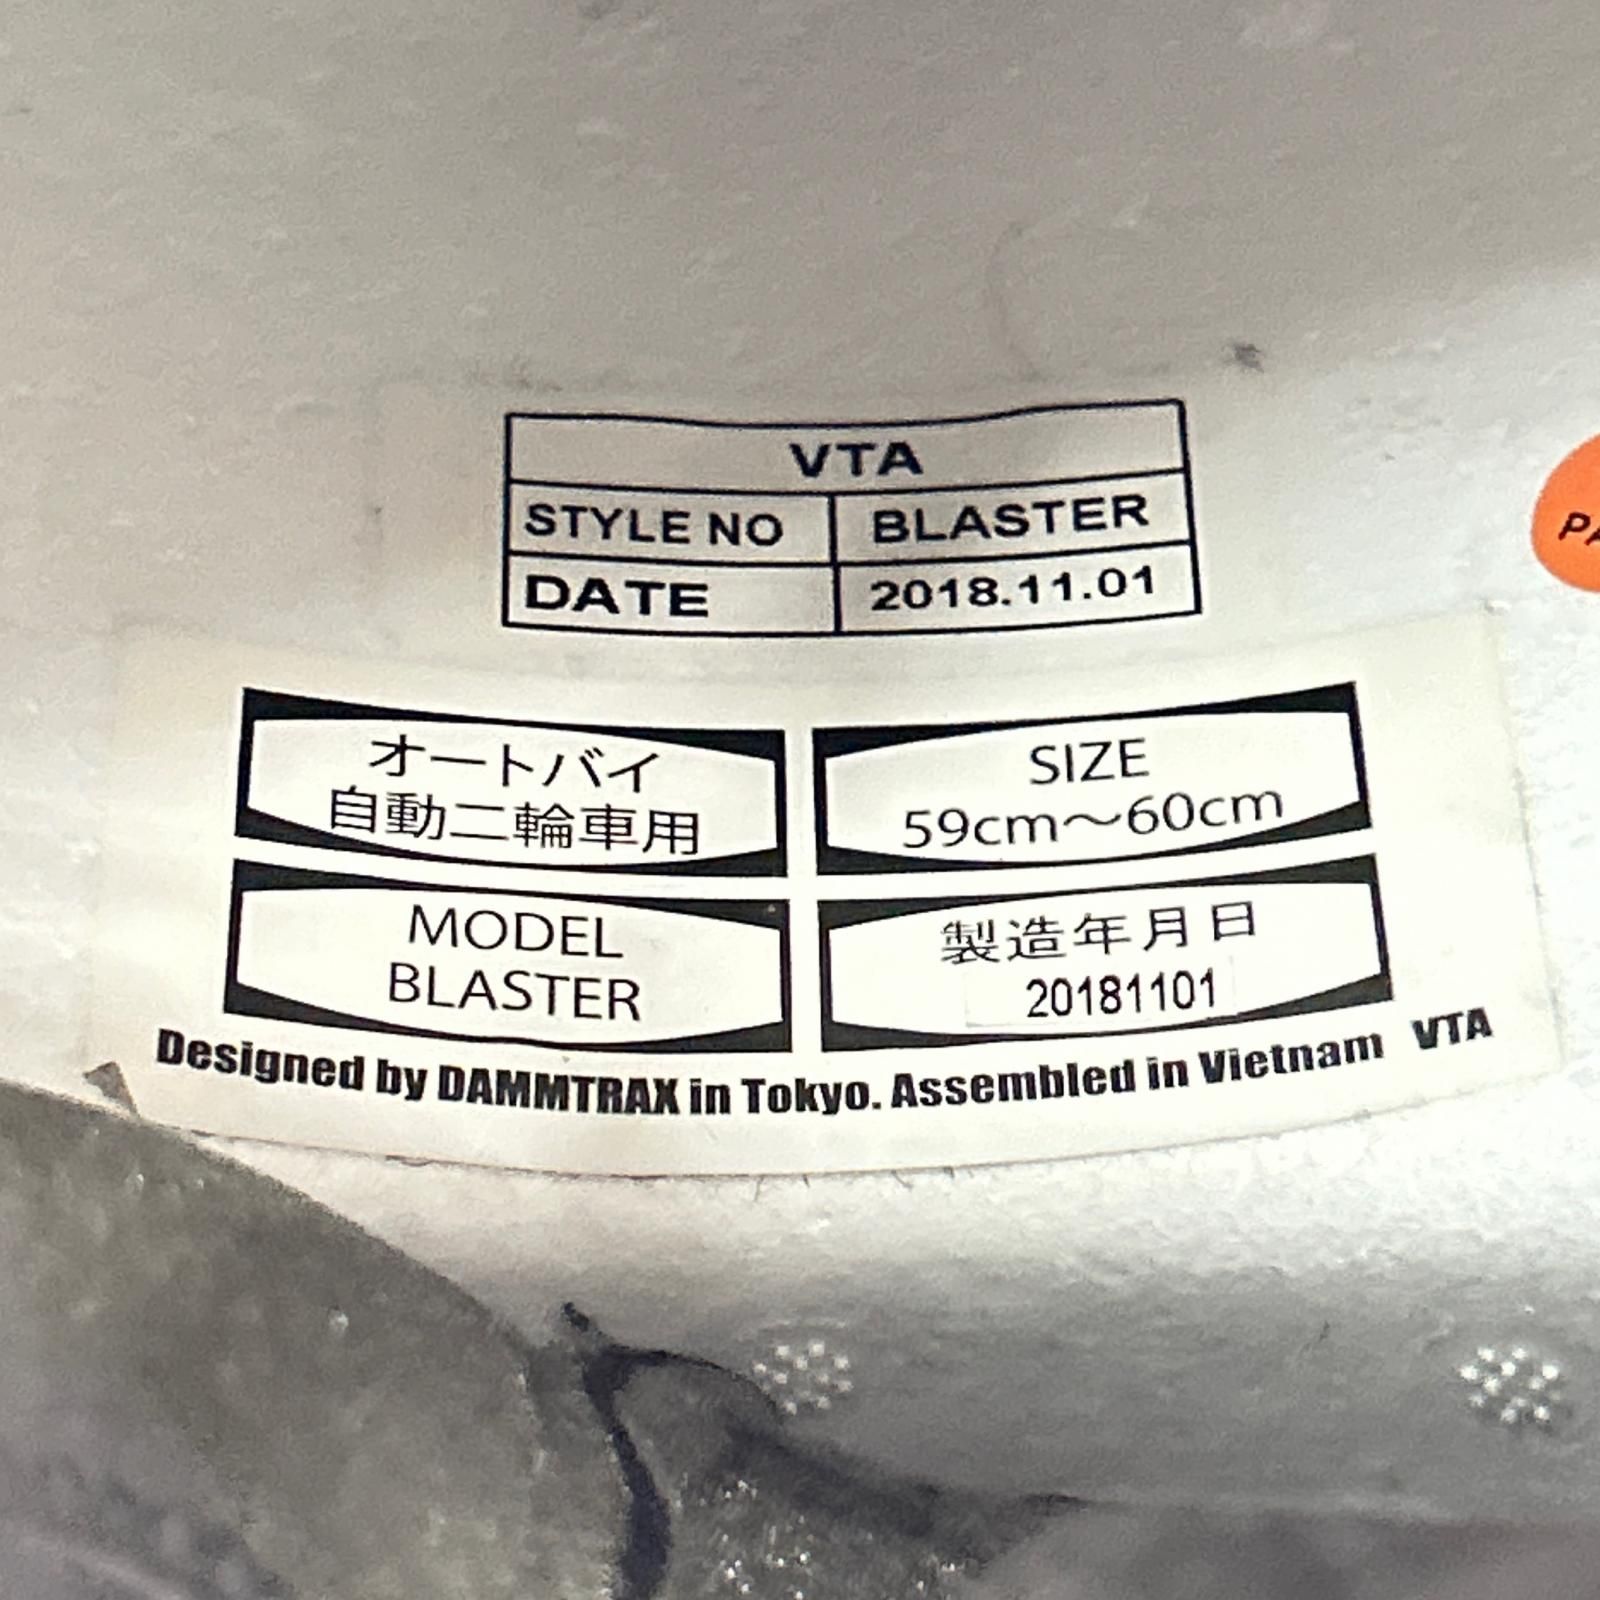 VTA
STYLE NO BLASTER
DATE 2018.11.01
オートバイ
自動二輪車用
SIZE
59cm～60cm
MODEL
BLASTER
製造年月日
20181101
Designed by DAMMTRAX in Tokyo. Assembled in Vietnam VTA